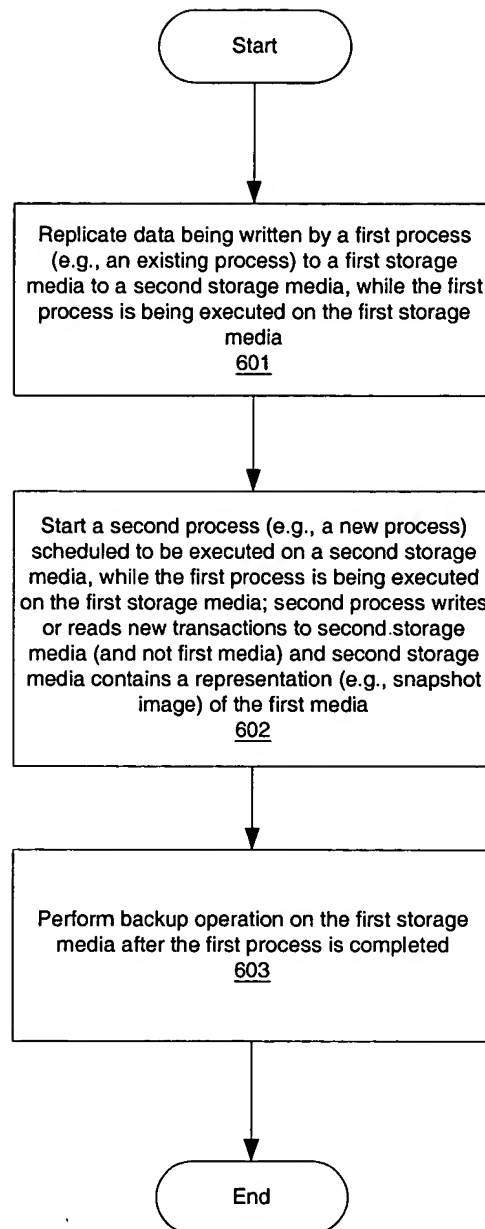 Start
Replicate data being written by a first process
(e.g., an existing process) to a first storage
media to a second storage media, while the first
process is being executed on the first storage
media
601
Start a second process (e.g., a new process)
scheduled to be executed on a second storage
media, while the first process is being executed
on the first storage media; second process writes
or reads new transactions to second storage
media (and not first media) and second storage
media contains a representation (e.g., snapshot
image) of the first media
602
Perform backup operation on the first storage
media after the first process is completed
603
End